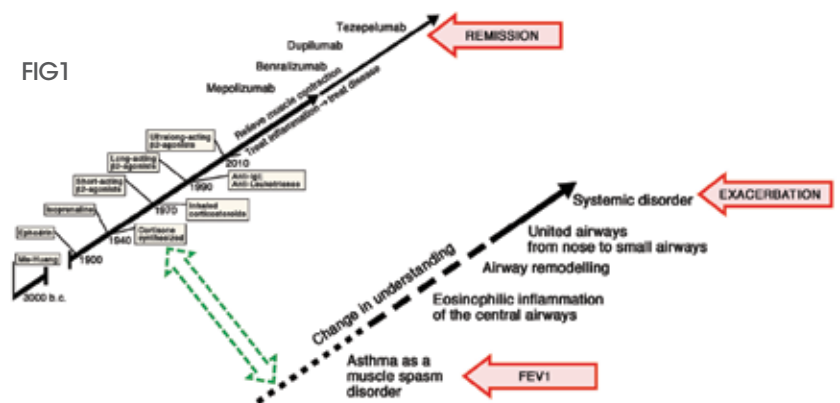 FIG1
Tezepelumab
Dupilumab
Benralizumab
Mepolizumab
REMISSION
Relieve muscle contraction
Treat inflammation → treat disease
Ultralong-acting
β2-agonists
2010
Long-acting
β2-agonists
1990
Anti-IgE
Anti-Leukotrienes
Short-acting
β2-agonists
1970
Inhaled
corticosteroids
Isoprenaline
1940
Cortisone
synthesized
Ephedrin
1900
Ma-Huang
3000 b.c.
Systemic disorder
EXACERBATION
United airways
from nose to small airways
Airway remodelling
Eosinophilic inflammation
of the central airways
Change in understanding
Asthma as a
muscle spasm
disorder
FEV1